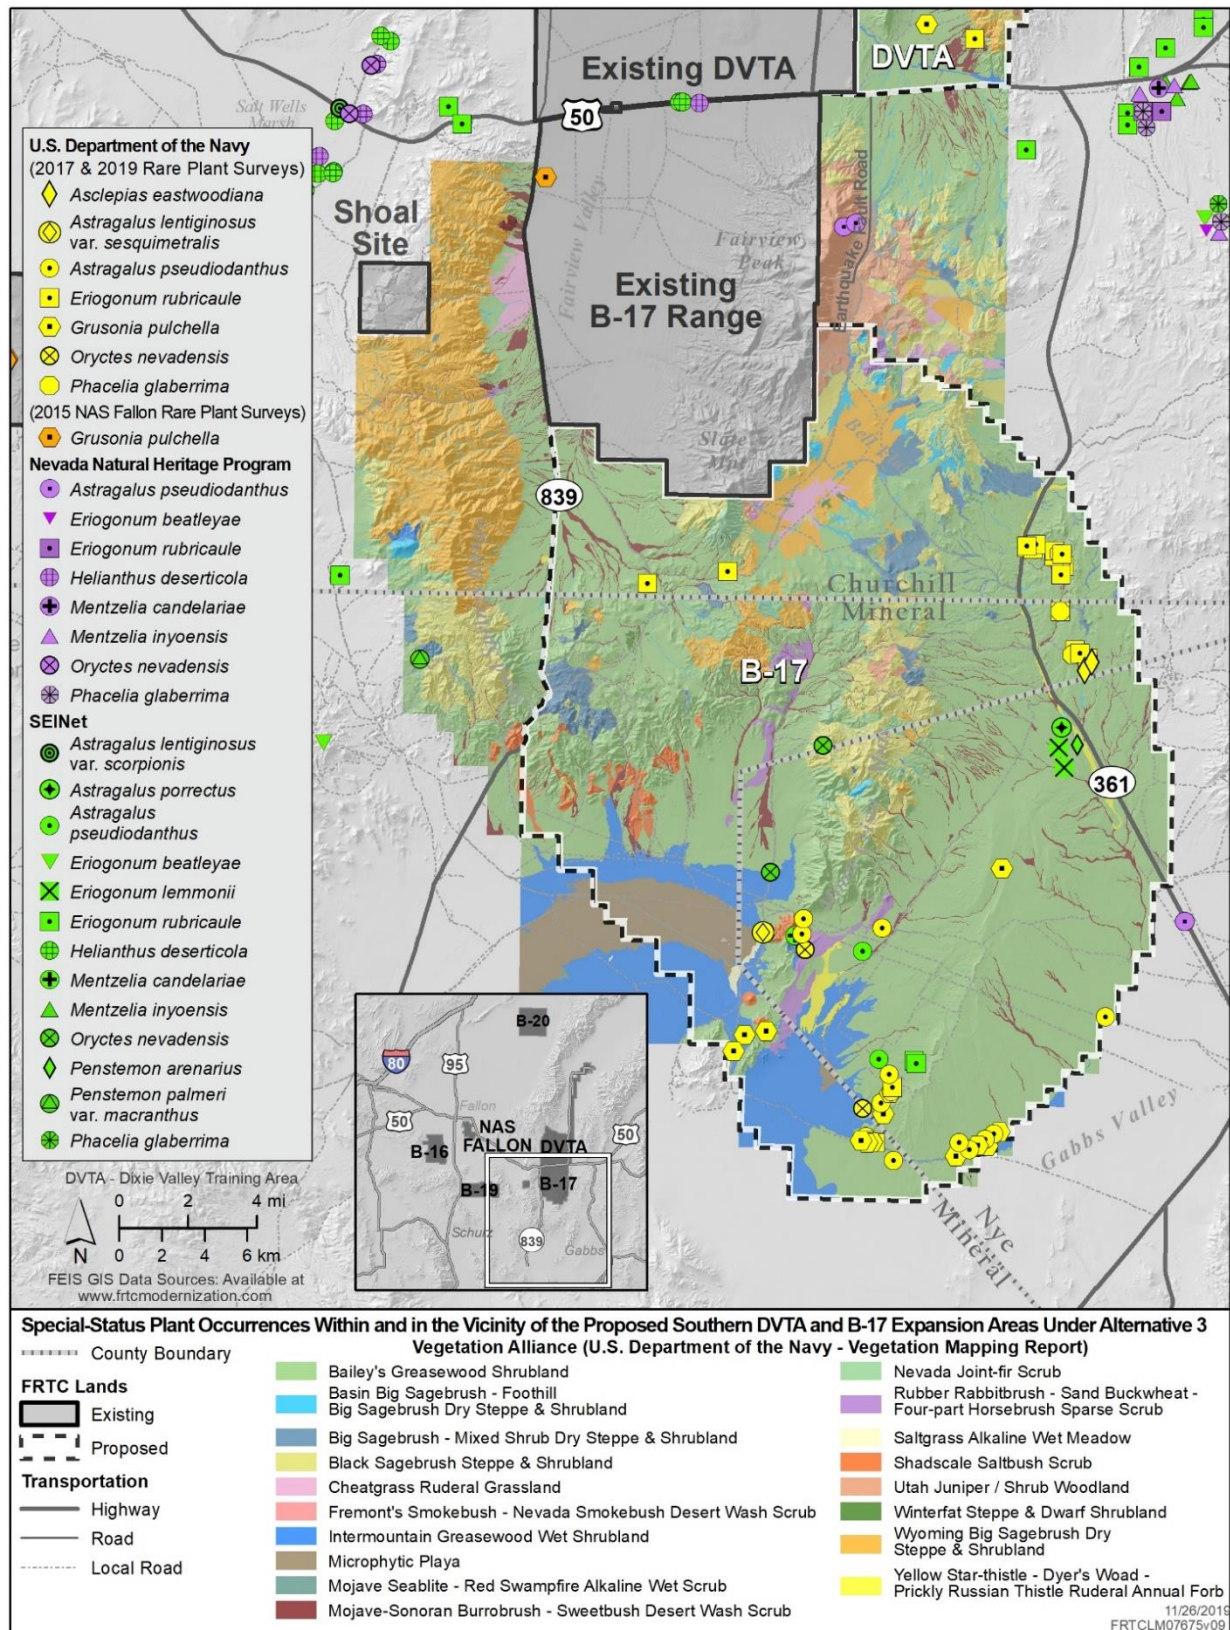 Existing DVTA
DVTA
Salt Wells
Marsh
50
U.S. Department of the Navy
(2017 & 2019 Rare Plant Surveys)
Asclepias eastwoodiana
Astragalus lentiginosus
var. sesquimetralis
Astragalus pseudiodanthus
Eriogonum rubricaule
Grusonia pulchella
Oryctes nevadensis
Phacelia glaberrima
(2015 NAS Fallon Rare Plant Surveys)
Grusonia pulchella
Nevada Natural Heritage Program
Astragalus pseudiodanthus
Eriogonum beatleyae
Eriogonum rubricaule
Helianthus deserticola
Mentzelia candelariae
Mentzelia inyoensis
Oryctes nevadensis
Phacelia glaberrima
SEINet
Astragalus lentiginosus
var. scorpionis
Astragalus porrectus
Astragalus
pseudiodanthus
Eriogonum beatleyae
Eriogonum lemmonii
Eriogonum rubricaule
Helianthus deserticola
Mentzelia candelariae
Mentzelia inyoensis
Oryctes nevadensis
Penstemon arenarius
Penstemon palmeri
var. macranthus
Phacelia glaberrima
Shoal
Site
Fairview Valley
Fairview
Peak
Existing
B-17 Range
Earthquake Fault Road
Slate
Mtn
Bell
839
Churchill
Mineral
B-17
361
Gabbs Valley
Nye
Mineral
DVTA - Dixie Valley Training Area
0 2 4 mi
0 2 4 6 km
N
FEIS GIS Data Sources: Available at
www.frtcmodernization.com
B-20
80
95
Fallon
50
NAS
FALLON
DVTA
50
B-16
B-19
B-17
Schurz
839
Gabbs
Special-Status Plant Occurrences Within and in the Vicinity of the Proposed Southern DVTA and B-17 Expansion Areas Under Alternative 3
County Boundary
FRTC Lands
Existing
Proposed
Transportation
Highway
Road
Local Road
Vegetation Alliance (U.S. Department of the Navy - Vegetation Mapping Report)
Bailey's Greasewood Shrubland
Basin Big Sagebrush - Foothill
Big Sagebrush Dry Steppe & Shrubland
Big Sagebrush - Mixed Shrub Dry Steppe & Shrubland
Black Sagebrush Steppe & Shrubland
Cheatgrass Ruderal Grassland
Fremont's Smokebush - Nevada Smokebush Desert Wash Scrub
Intermountain Greasewood Wet Shrubland
Microphytic Playa
Mojave Seablite - Red Swampfire Alkaline Wet Scrub
Mojave-Sonoran Burrobrush - Sweetbush Desert Wash Scrub
Nevada Joint-fir Scrub
Rubber Rabbitbrush - Sand Buckwheat -
Four-part Horsebrush Sparse Scrub
Saltgrass Alkaline Wet Meadow
Shadscale Saltbush Scrub
Utah Juniper / Shrub Woodland
Winterfat Steppe & Dwarf Shrubland
Wyoming Big Sagebrush Dry
Steppe & Shrubland
Yellow Star-thistle - Dyer's Woad -
Prickly Russian Thistle Ruderal Annual Forb
11/26/2019
FRTCLM07675v09